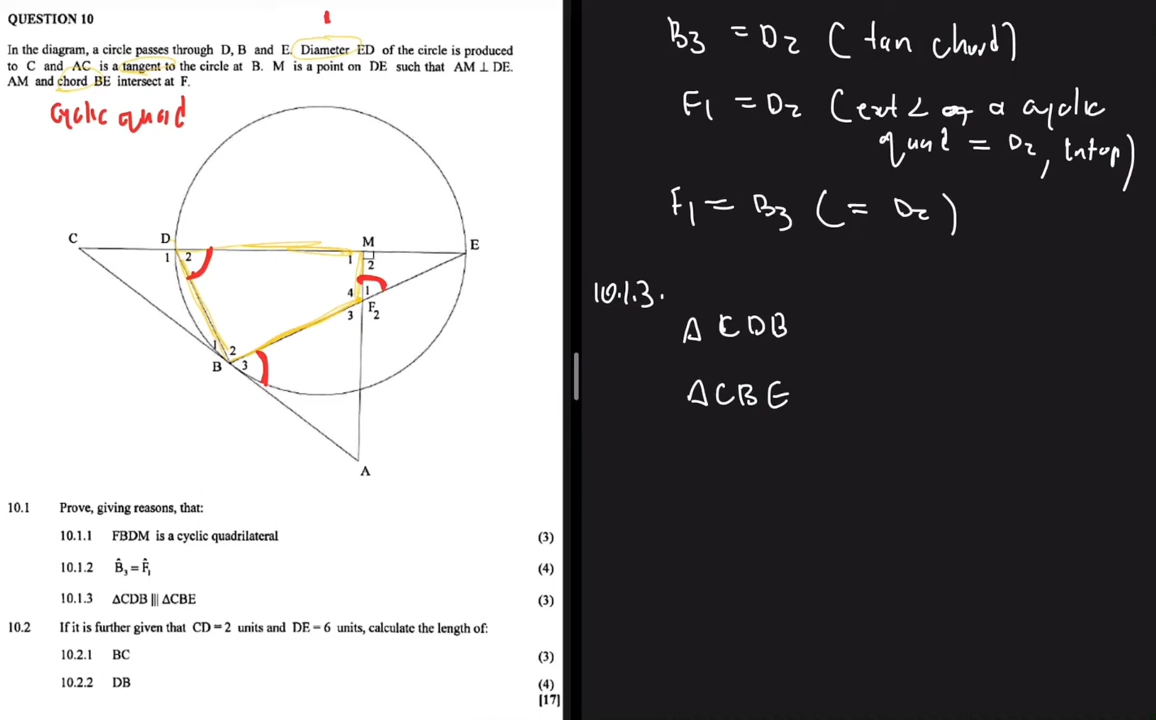 QUESTION 10
In the diagram, a circle passes through D, B and E. Diameter ED of the circle is produced
to C and AC is a tangent to the circle at B. M is a point on DE such that AM ⊥ DE.
AM and chord BE intersect at F.
cyclic quad
C
D
M
E
1
2
1
2
4
1
3
F
2
1
2
B
3
A
10.1 Prove, giving reasons, that:
10.1.1 FBDM is a cyclic quadrilateral (3)
10.1.2 B̂₃ = F̂₁ (4)
10.1.3 ΔCDB ||| ΔCBE (3)
10.2 If it is further given that CD = 2 units and DE = 6 units, calculate the length of:
10.2.1 BC (3)
10.2.2 DB (4)
[17]
B3 = D2 (tan chord)
F1 = D2 (ext < of a cyclic
quad = D2, int op)
F1 = B3 (= D2)
10.1.3.
Δ CDB
Δ CBE